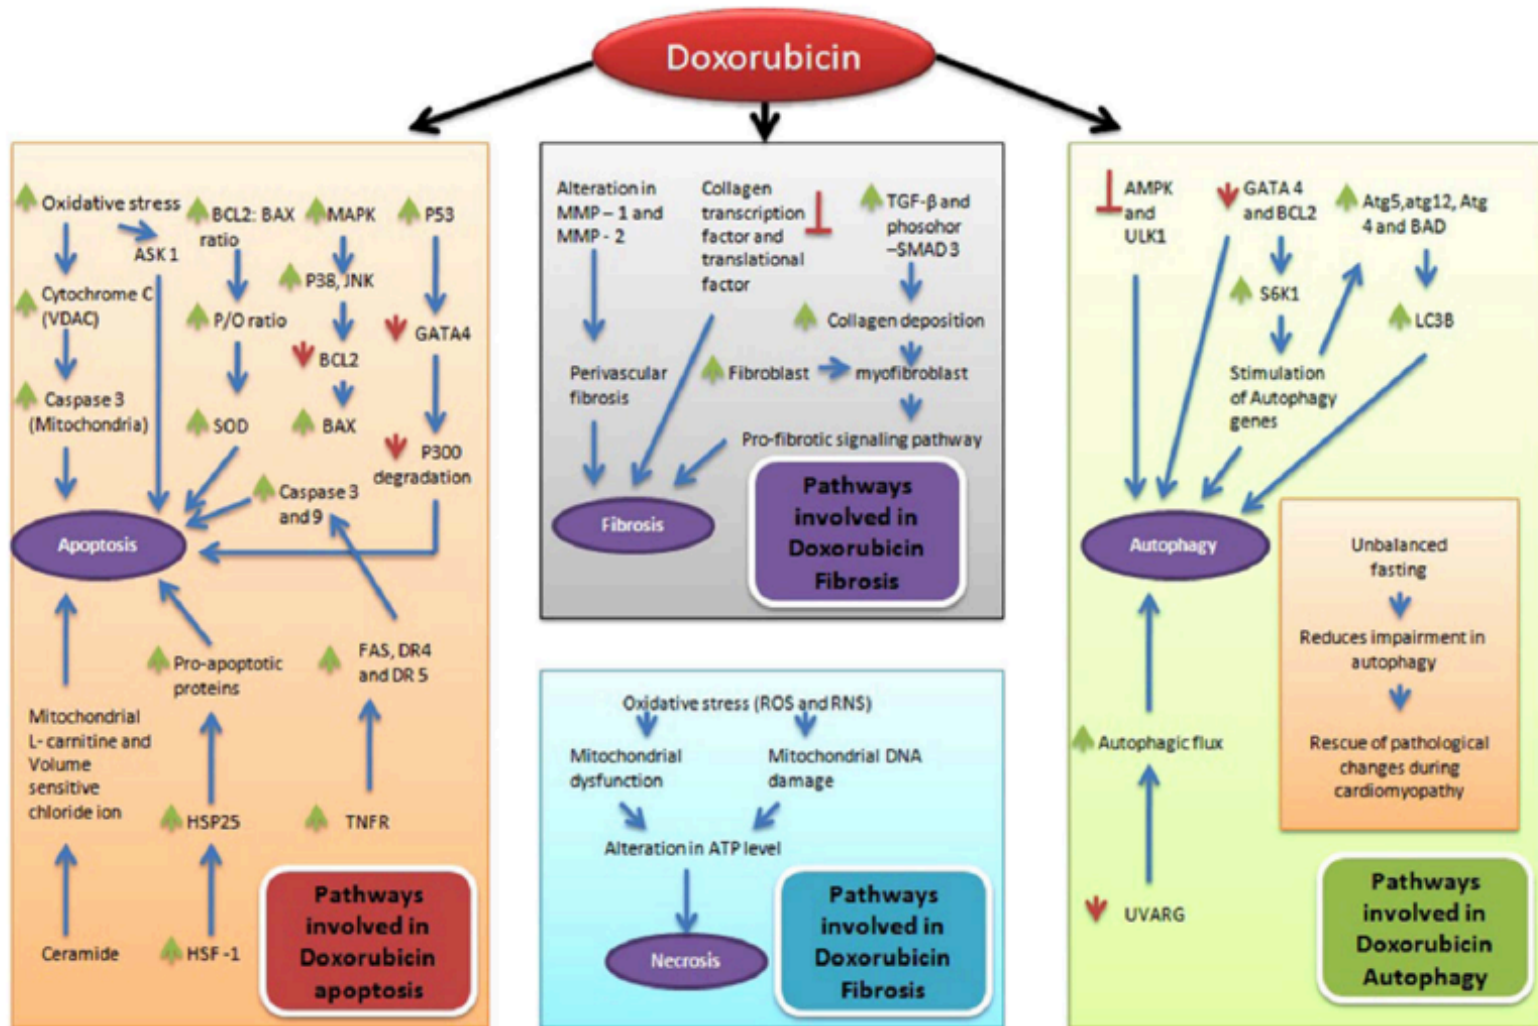 Doxorubicin
Oxidative stress
ASK 1
Cytochrome C
(VDAC)
Caspase 3
(Mitochondria)
BCL2: BAX
ratio
P/O ratio
SOD
MAPK
P38, JNK
BCL2
BAX
P53
GATA4
P300
degradation
Caspase 3
and 9
Apoptosis
Pro-apoptotic
proteins
FAS, DR4
and DR 5
Mitochondrial
L- carnitine and
Volume
sensitive
chloride ion
HSP25
TNFR
Ceramide
HSF -1
Pathways
involved in
Doxorubicin
apoptosis
Alteration in
MMP – 1 and
MMP - 2
Perivascular
fibrosis
Collagen
transcription
factor and
translational
factor
TGF-β and
phosphor
–SMAD 3
Collagen deposition
Fibroblast
myofibroblast
Pro-fibrotic signaling pathway
Fibrosis
Pathways
involved in
Doxorubicin
Fibrosis
Oxidative stress (ROS and RNS)
Mitochondrial
dysfunction
Mitochondrial DNA
damage
Alteration in ATP level
Necrosis
Pathways
involved in
Doxorubicin
Fibrosis
AMPK
and
ULK1
GATA 4
and BCL2
S6K1
Stimulation
of Autophagy
genes
Atg5,atg12, Atg
4 and BAD
LC3B
Autophagy
Unbalanced
fasting
Reduces impairment in
autophagy
Rescue of pathological
changes during
cardiomyopathy
Autophagic flux
UVARG
Pathways
involved in
Doxorubicin
Autophagy